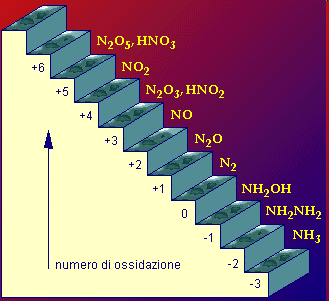 N₂O₅, HNO₃
+6
NO₂
+5
N₂O₃, HNO₂
+4
NO
+3
N₂O
+2
N₂
+1
NH₂OH
0
NH₂NH₂
-1
NH₃
-2
numero di ossidazione
-3